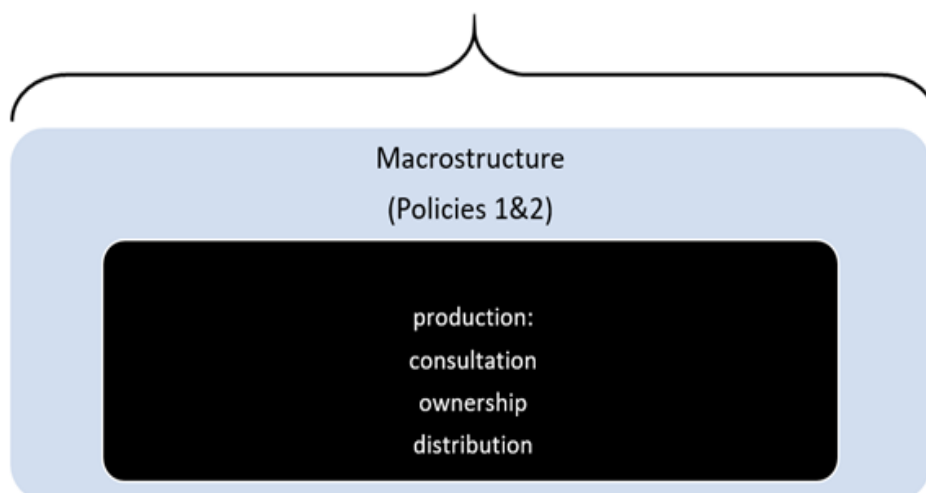 Macrostructure
(Policies 1&2)
production:
consultation
ownership
distribution